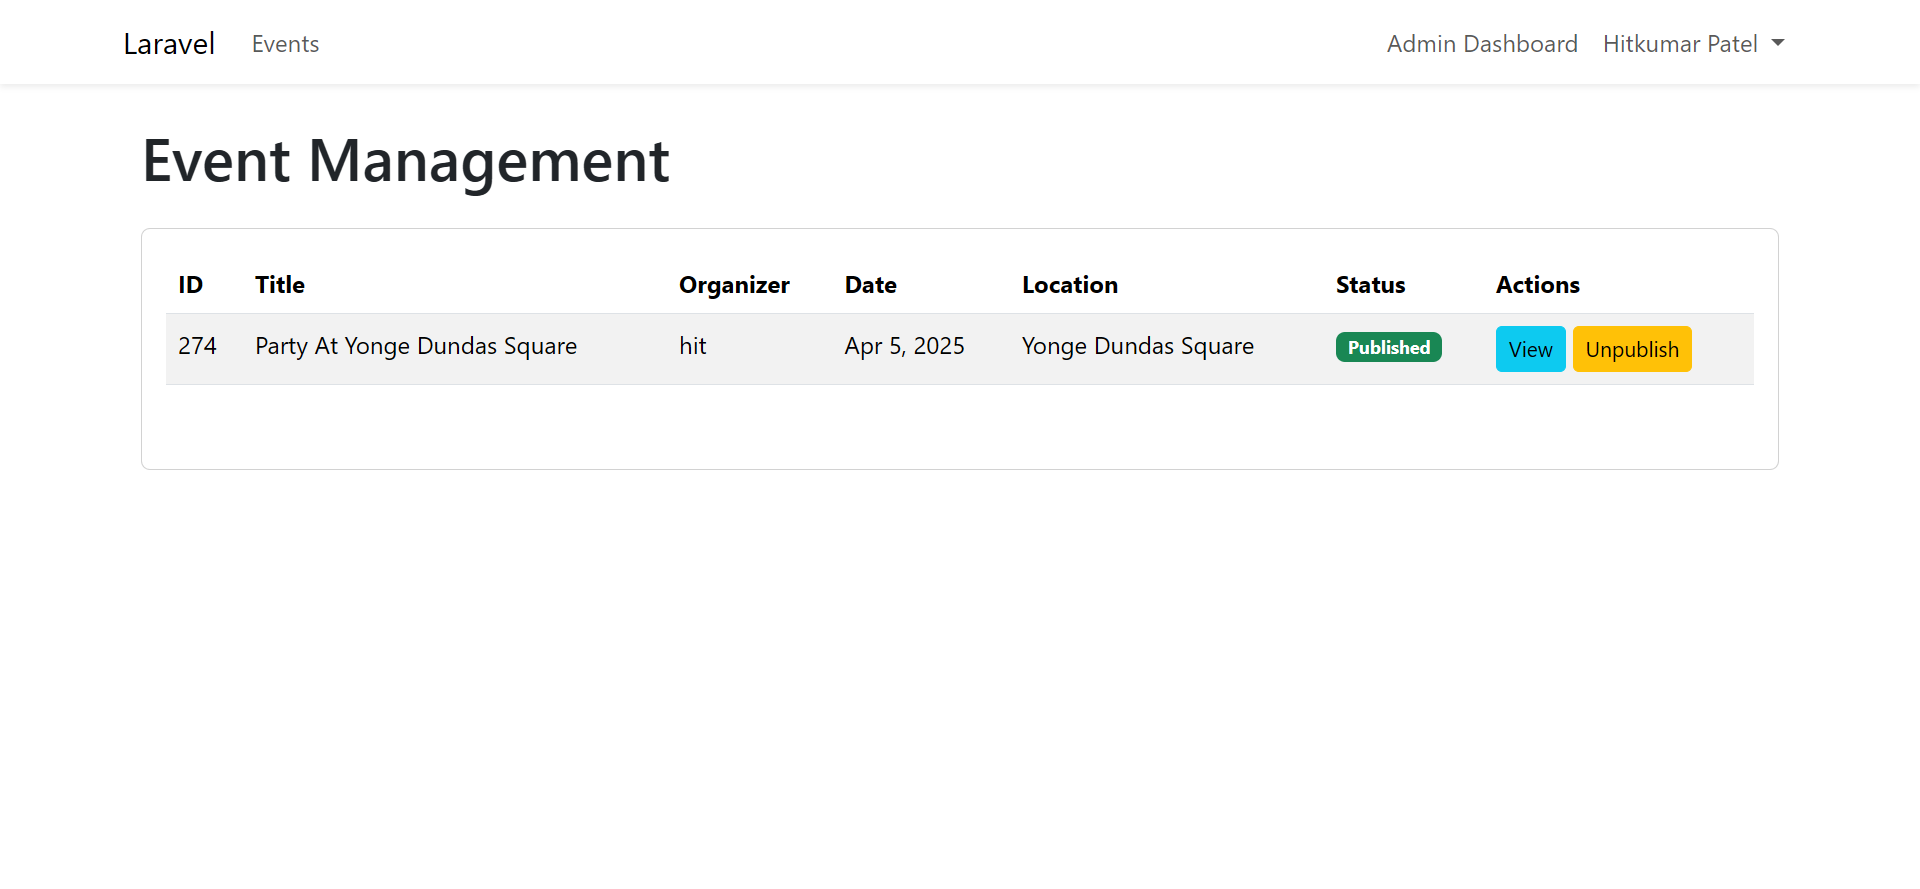 Laravel Events Admin Dashboard Hitkumar Patel
Event Management
ID Title Organizer Date Location Status Actions
274 Party At Yonge Dundas Square hit Apr 5, 2025 Yonge Dundas Square Published View Unpublish